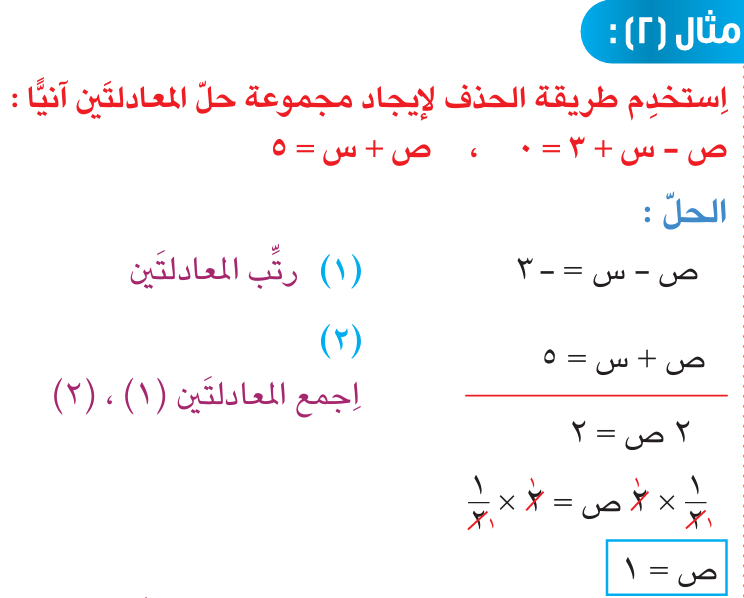 مثال (٢) :
اِستخدِم طريقة الحذف لإيجاد مجموعة حلّ المعادلتَين آنيًّا :
ص – س + ٣ = ٠ ، ص + س = ٥
الحلّ :
ص – س = – ٣ (١) رتِّب المعادلتَين
(٢)
ص + س = ٥
اِجمع المعادلتَين (١) ، (٢)
٢ ص = ٢
١/٢ × ٢ ص = ٢ × ١/٢
ص = ١